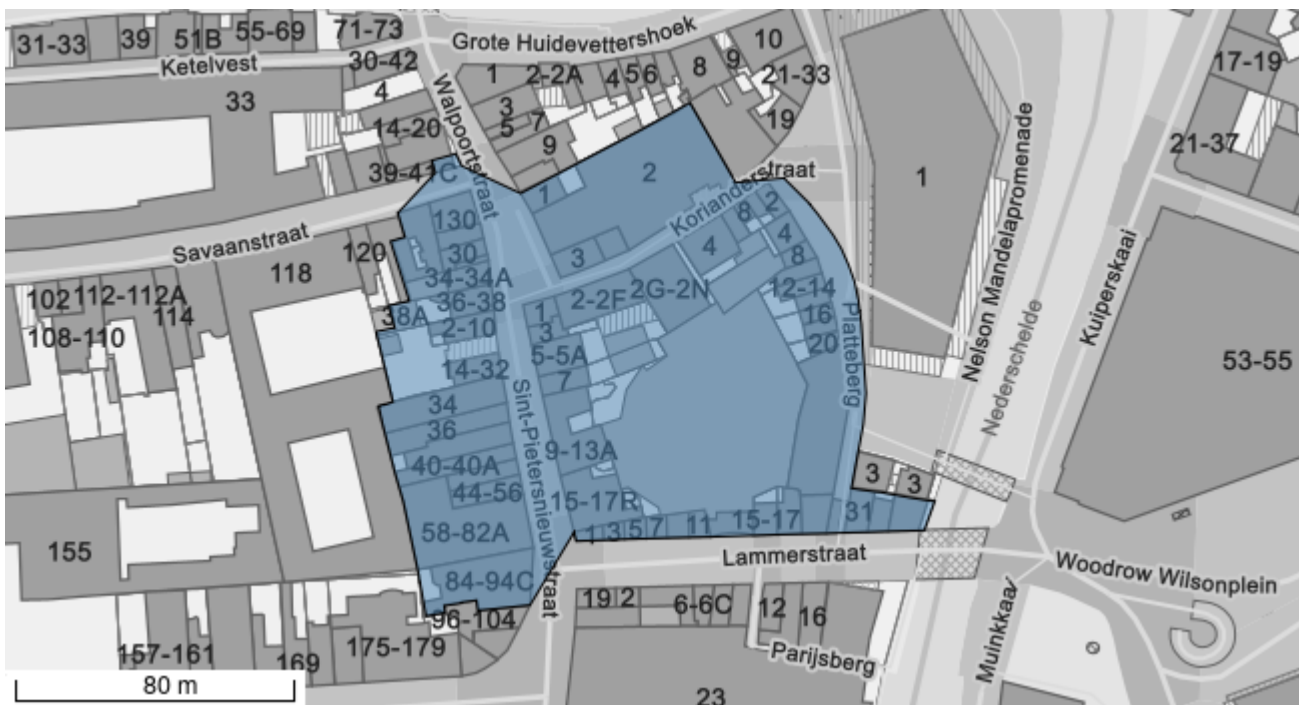 31-33
39
51B
55-69
71-73
Ketelvest
30-42
4
33
14-20
39-41C
Walpoortstraat
Grote Huidevettershoek
1
2-2A
4
5
6
8
9
10
21-33
19
3
5
7
9
1
2
17-19
21-37
Savaanstraat
120
118
130
30
34-34A
36-38
38A
2-10
14-32
34
36
40-40A
44-56
58-82A
84-94C
96-104
Sint-Pietersnieuwstraat
Korianderstraat
1
3
2-2F
2G-2N
4
8
2
4
8
12-14
16
20
Platteberg
1
3
5-5A
7
9-13A
15-17R
1
3
5
7
11
15-17
31
3
3
Nelson Mandelapromenade
Nederschelde
Kuiperskaai
53-55
102
112-112A
108-110
114
155
157-161
169
175-179
Lammerstraat
19
2
6-6C
12
16
Parijsberg
23
Muinkkaai
Woodrow Wilsonplein
80 m